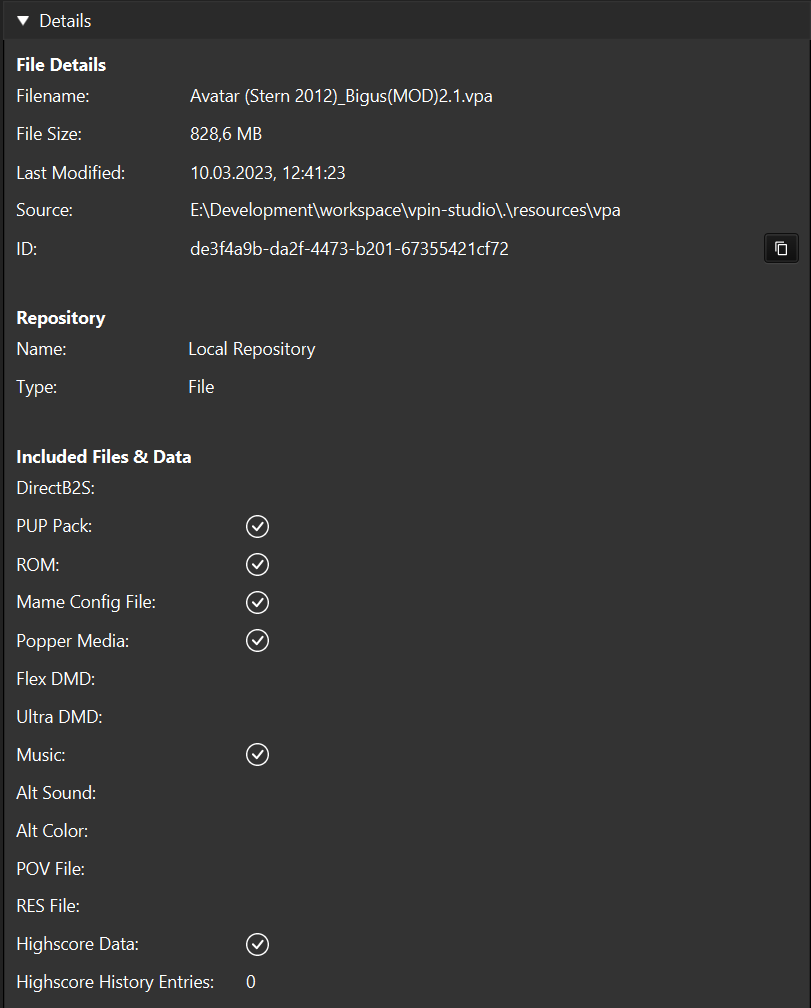 Details
File Details
Filename: Avatar (Stern 2012)_Bigus(MOD)2.1.vpa
File Size: 828,6 MB
Last Modified: 10.03.2023, 12:41:23
Source: E:\Development\workspace\vpin-studio\.\resources\vpa
ID: de3f4a9b-da2f-4473-b201-67355421cf72
Repository
Name: Local Repository
Type: File
Included Files & Data
DirectB2S:
PUP Pack:
ROM:
Mame Config File:
Popper Media:
Flex DMD:
Ultra DMD:
Music:
Alt Sound:
Alt Color:
POV File:
RES File:
Highscore Data:
Highscore History Entries: 0